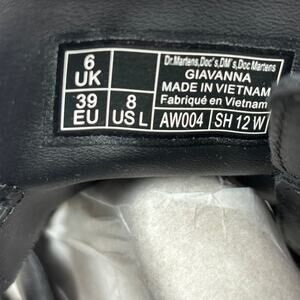 6 UK
39 EU
8 US L
Dr.Martens,Doc's,DM's,Doc Martens
GIAVANNA
MADE IN VIETNAM
Fabriqué en Vietnam
AW004 SH 12 W